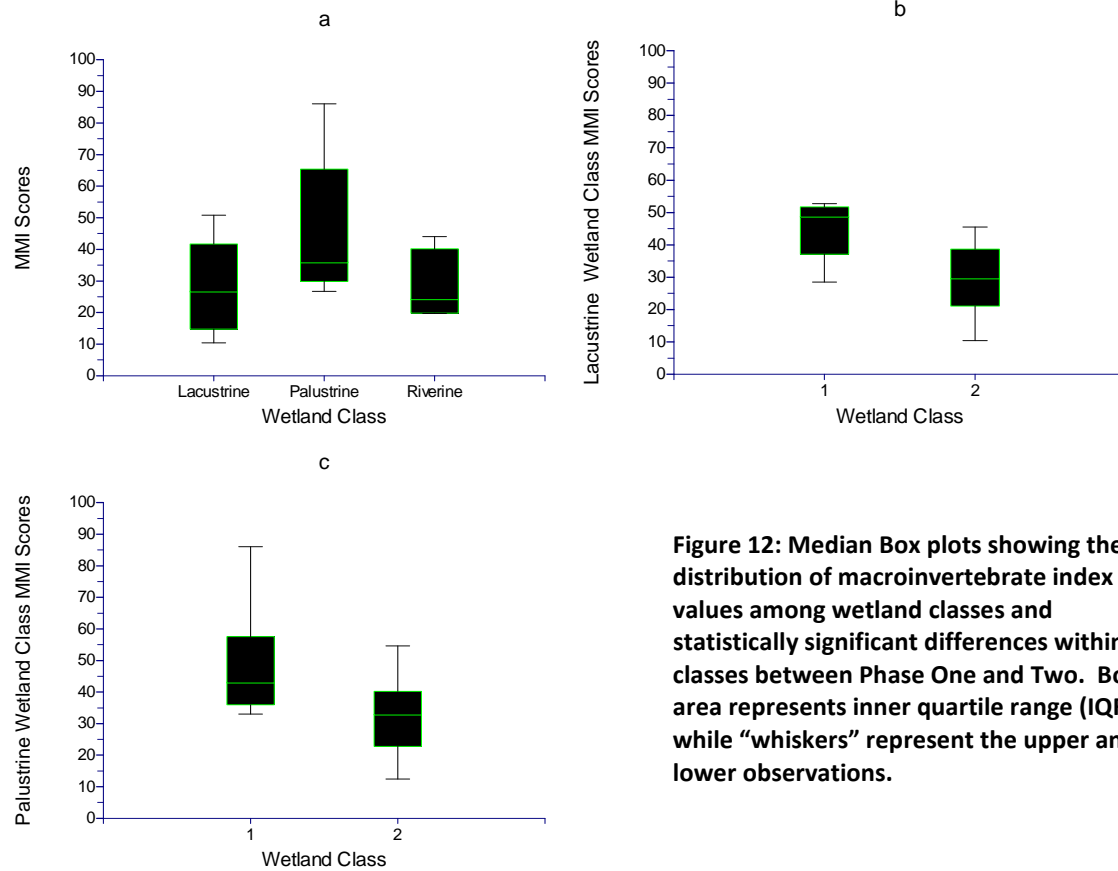 a
MMI Scores
100
90
80
70
60
50
40
30
20
10
0
Lacustrine Palustrine Riverine
Wetland Class
b
Lacustrine Wetland Class MMI Scores
100
90
80
70
60
50
40
30
20
10
0
1 2
Wetland Class
c
Palustrine Wetland Class MMI Scores
100
90
80
70
60
50
40
30
20
10
0
1 2
Wetland Class
Figure 12: Median Box plots showing the
distribution of macroinvertebrate index
values among wetland classes and
statistically significant differences within
classes between Phase One and Two.
area represents inner quartile range
while “whiskers” represent the upper
lower observations.